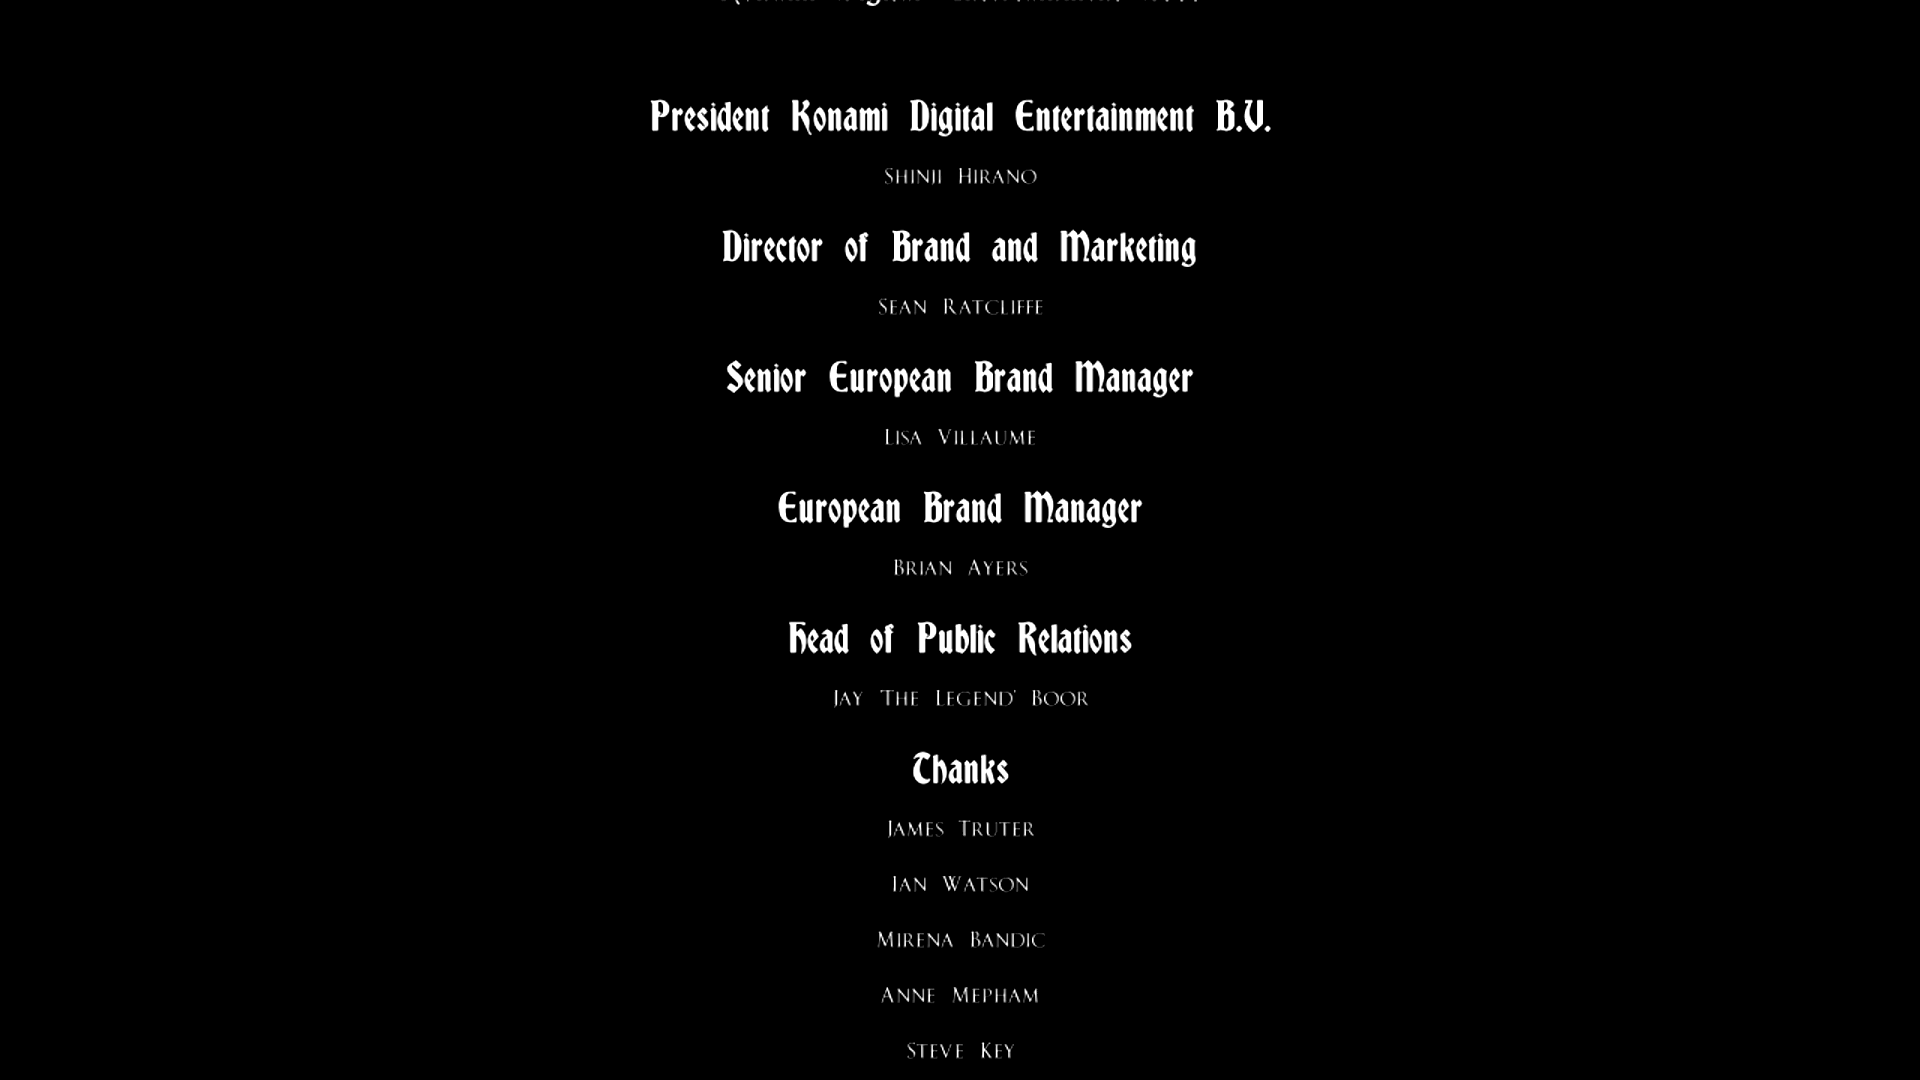 President Konami Digital Entertainment B.V.
Shinji Hirano
Director of Brand and Marketing
Sean Ratcliffe
Senior European Brand Manager
Lisa Villaume
European Brand Manager
Brian Ayers
Head of Public Relations
Jay 'The Legend' Boor
Thanks
James Truter
Ian Watson
Mirena Bandic
Anne Mepham
Steve Key